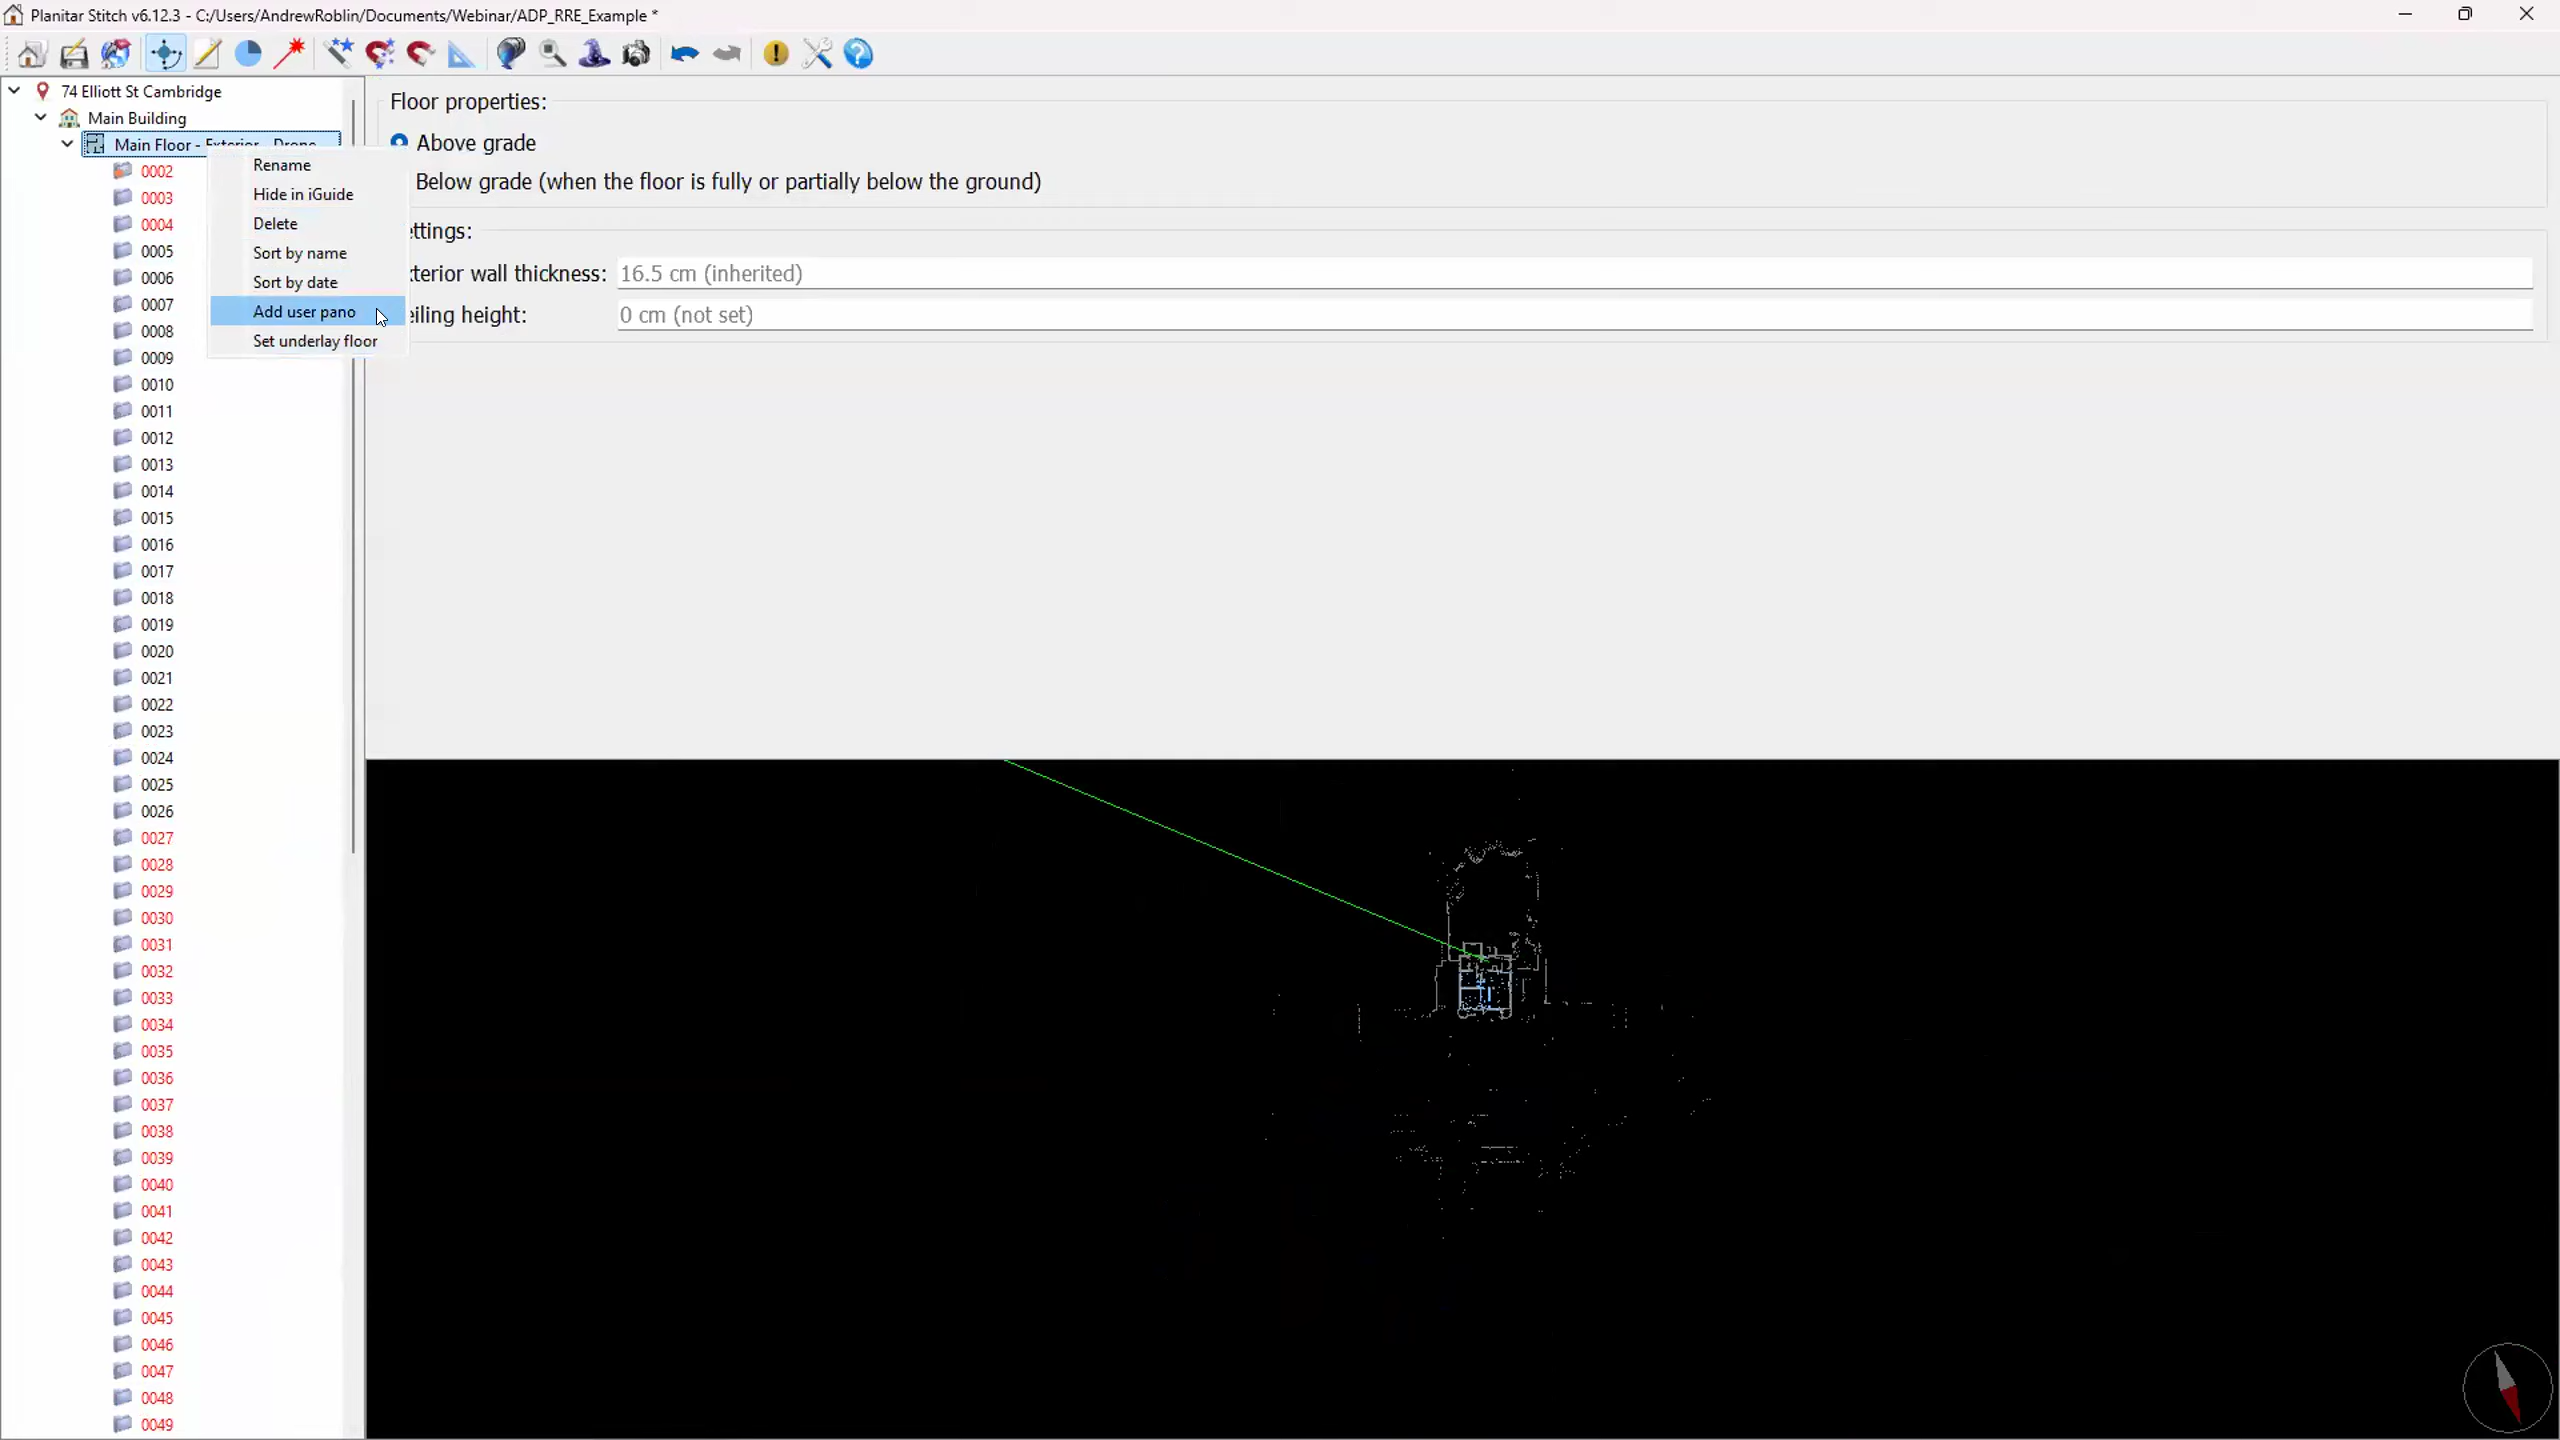 Planitar Stitch v6.12.3 - C:/Users/AndrewRoblin/Documents/Webinar/ADP_RRE_Example *
74 Elliott St Cambridge
Main Building
Main Floor - Exterior - Drone
0002
0003
0004
0005
0006
0007
0008
0009
0010
0011
0012
0013
0014
0015
0016
0017
0018
0019
0020
0021
0022
0023
0024
0025
0026
0027
0028
0029
0030
0031
0032
0033
0034
0035
0036
0037
0038
0039
0040
0041
0042
0043
0044
0045
0046
0047
0048
0049
Rename
Hide in iGuide
Delete
Sort by name
Sort by date
Add user pano
Set underlay floor
Floor properties:
Above grade
Below grade (when the floor is fully or partially below the ground)
ettings:
xterior wall thickness: 16.5 cm (inherited)
eiling height: 0 cm (not set)